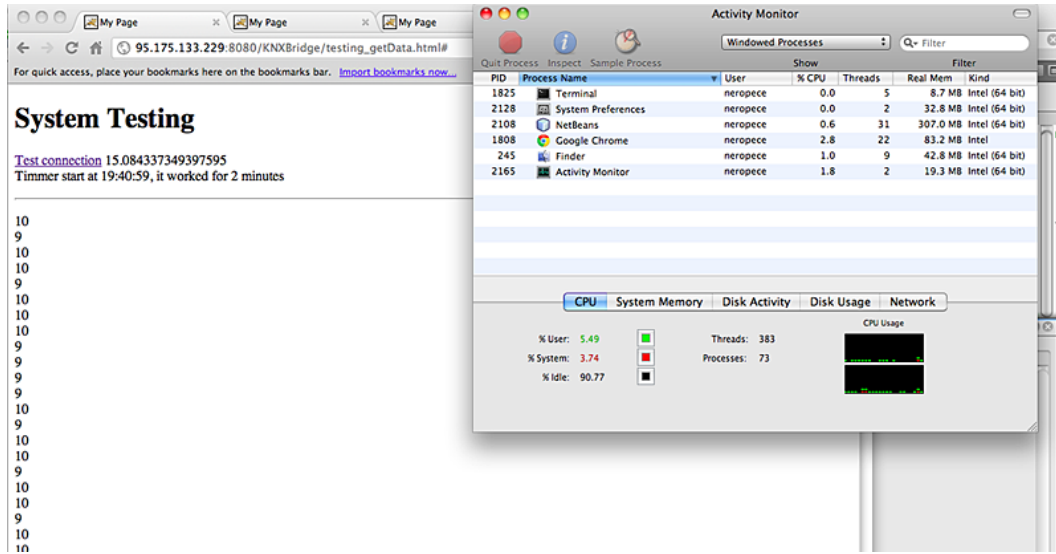 My Page
My Page
My Page
95.175.133.229:8080/KNXBridge/testing_getData.html#
For quick access, place your bookmarks here on the bookmarks bar. Import bookmarks now...
System Testing
Test connection 15.084337349397595
Timmer start at 19:40:59, it worked for 2 minutes
10
9
10
10
9
10
10
10
9
9
9
9
10
9
10
10
9
10
10
9
10
10
Activity Monitor
Windowed Processes
Filter
Quit Process Inspect Sample Process Show Filter
PID Process Name User % CPU Threads Real Mem Kind
1825 Terminal neropece 0.0 5 8.7 MB Intel (64 bit)
2128 System Preferences neropece 0.0 2 32.8 MB Intel (64 bit)
2108 NetBeans neropece 0.6 31 307.0 MB Intel (64 bit)
1808 Google Chrome neropece 2.8 22 83.2 MB Intel
245 Finder neropece 1.0 9 42.8 MB Intel (64 bit)
2165 Activity Monitor neropece 1.8 2 19.3 MB Intel (64 bit)
CPU System Memory Disk Activity Disk Usage Network
CPU Usage
% User: 5.49 Threads: 383
% System: 3.74 Processes: 73
% Idle: 90.77